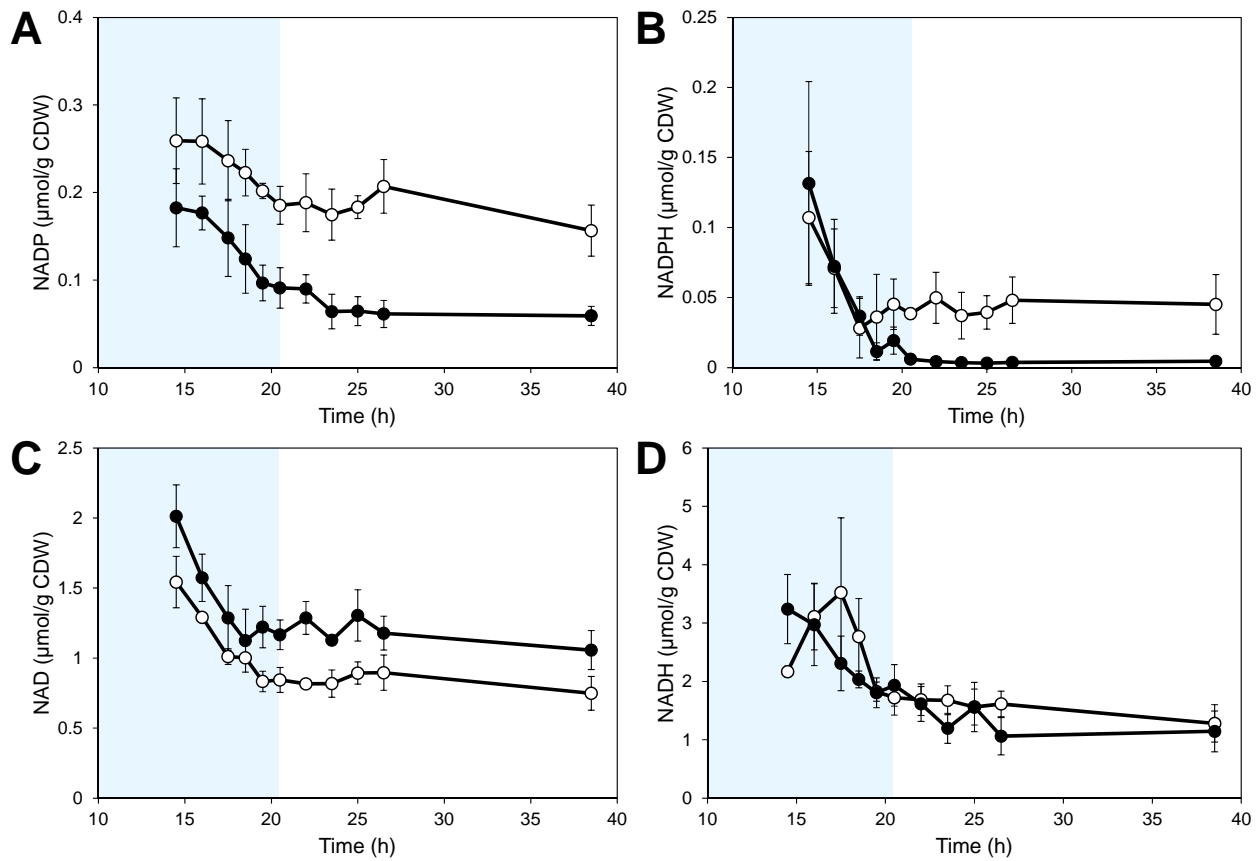 A
NADP (µmol/g CDW)
0.4
0.3
0.2
0.1
0
10 15 20 25 30 35 40
Time (h)
B
NADPH (µmol/g CDW)
0.25
0.2
0.15
0.1
0.05
0
10 15 20 25 30 35 40
Time (h)
C
NAD (µmol/g CDW)
2.5
2
1.5
1
0.5
0
10 15 20 25 30 35 40
Time (h)
D
NADH (µmol/g CDW)
6
5
4
3
2
1
0
10 15 20 25 30 35 40
Time (h)